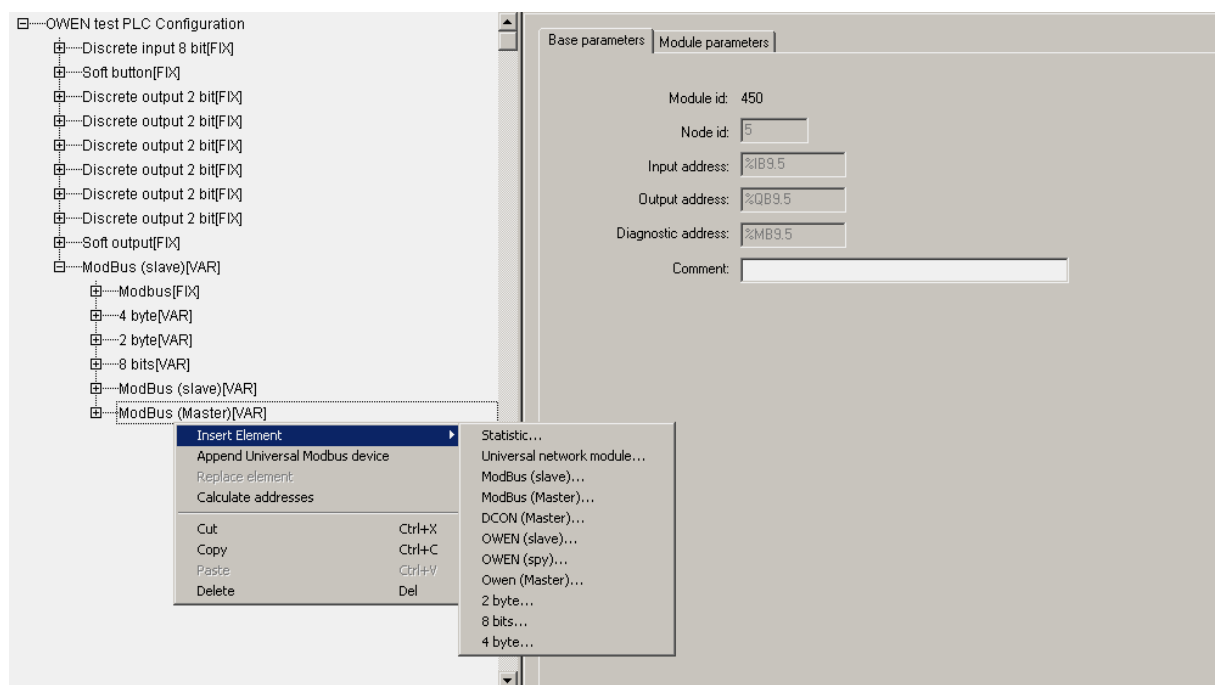 OWEN test PLC Configuration
Discrete input 8 bit[FIX]
Soft button[FIX]
Discrete output 2 bit[FIX]
Discrete output 2 bit[FIX]
Discrete output 2 bit[FIX]
Discrete output 2 bit[FIX]
Discrete output 2 bit[FIX]
Discrete output 2 bit[FIX]
Soft output[FIX]
ModBus (slave)[VAR]
Modbus[FIX]
4 byte[VAR]
2 byte[VAR]
8 bits[VAR]
ModBus (slave)[VAR]
ModBus (Master)[VAR]
Insert Element
Append Universal Modbus device
Replace element
Calculate addresses
Cut Ctrl+X
Copy Ctrl+C
Paste Ctrl+V
Delete Del
Statistic...
Universal network module...
ModBus (slave)...
ModBus (Master)...
DCON (Master)...
OWEN (slave)...
OWEN (spy)...
Owen (Master)...
2 byte...
8 bits...
4 byte...
Base parameters Module parameters
Module id: 450
Node id: 5
Input address: %IB9.5
Output address: %QB9.5
Diagnostic address: %MB9.5
Comment: